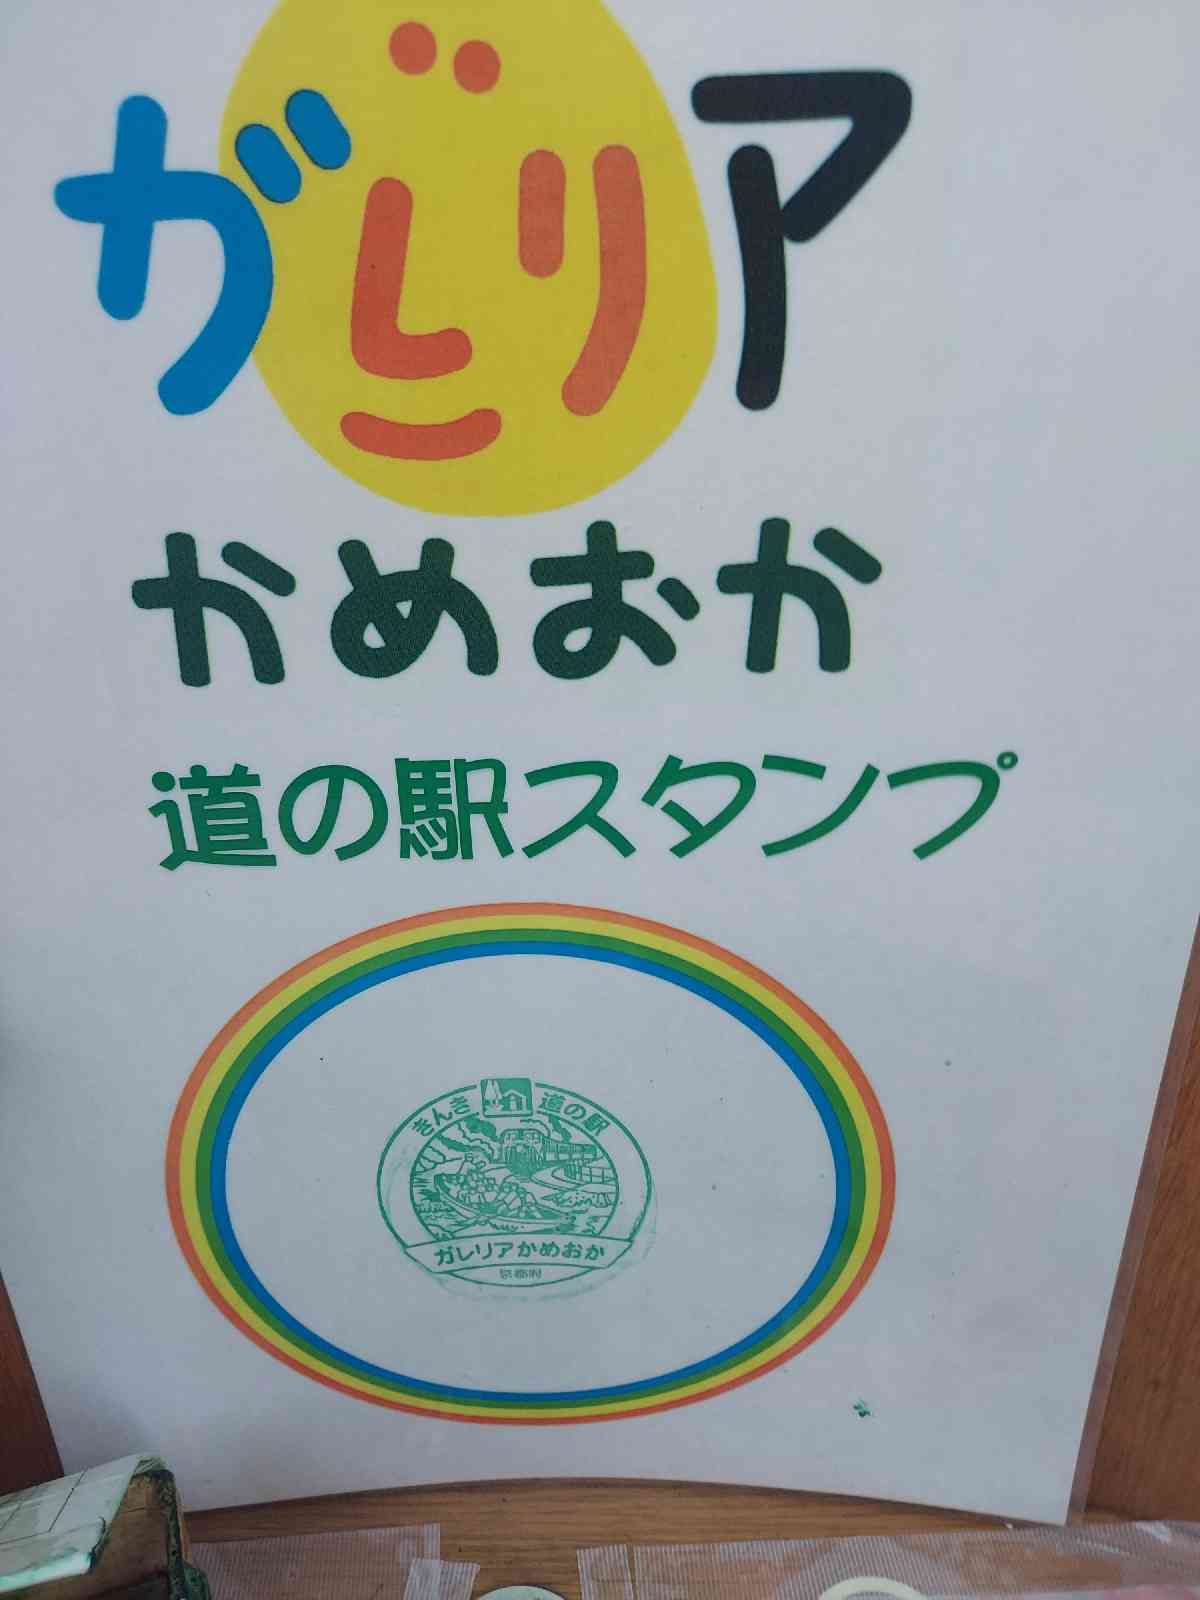 ガレリア
かめおか
道の駅スタンプ
きんき 道の駅
ガレリアかめおか
京都府